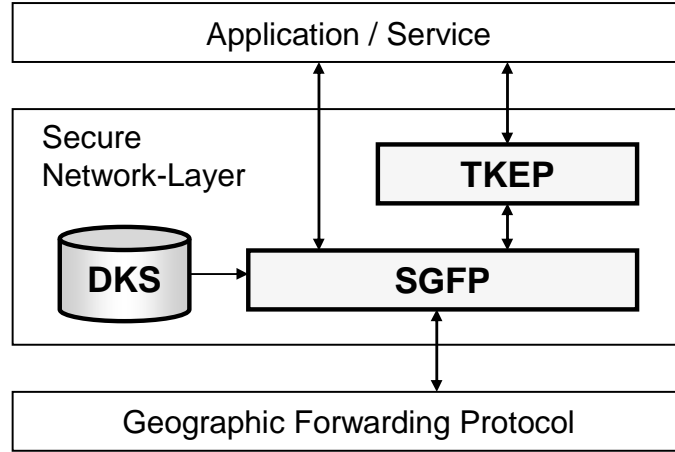 Application / Service
Secure
Network-Layer
TKEP
DKS
SGFP
Geographic Forwarding Protocol